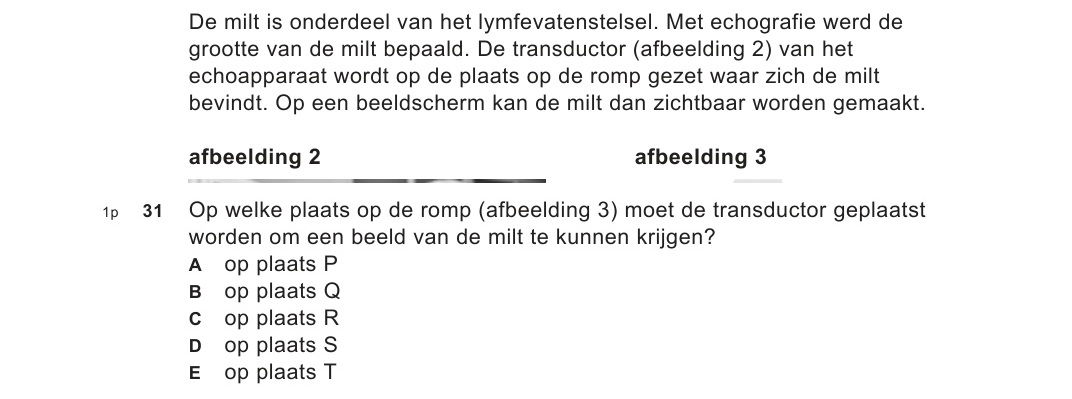 De milt is onderdeel van het lymfevatenstelsel. Met echografie werd de
grootte van de milt bepaald. De transductor (afbeelding 2) van het
echoapparaat wordt op de plaats op de romp gezet waar zich de milt
bevindt. Op een beeldscherm kan de milt dan zichtbaar worden gemaakt.
afbeelding 2 afbeelding 3
1p 31 Op welke plaats op de romp (afbeelding 3) moet de transductor geplaatst
worden om een beeld van de milt te kunnen krijgen?
A op plaats P
B op plaats Q
C op plaats R
D op plaats S
E op plaats T